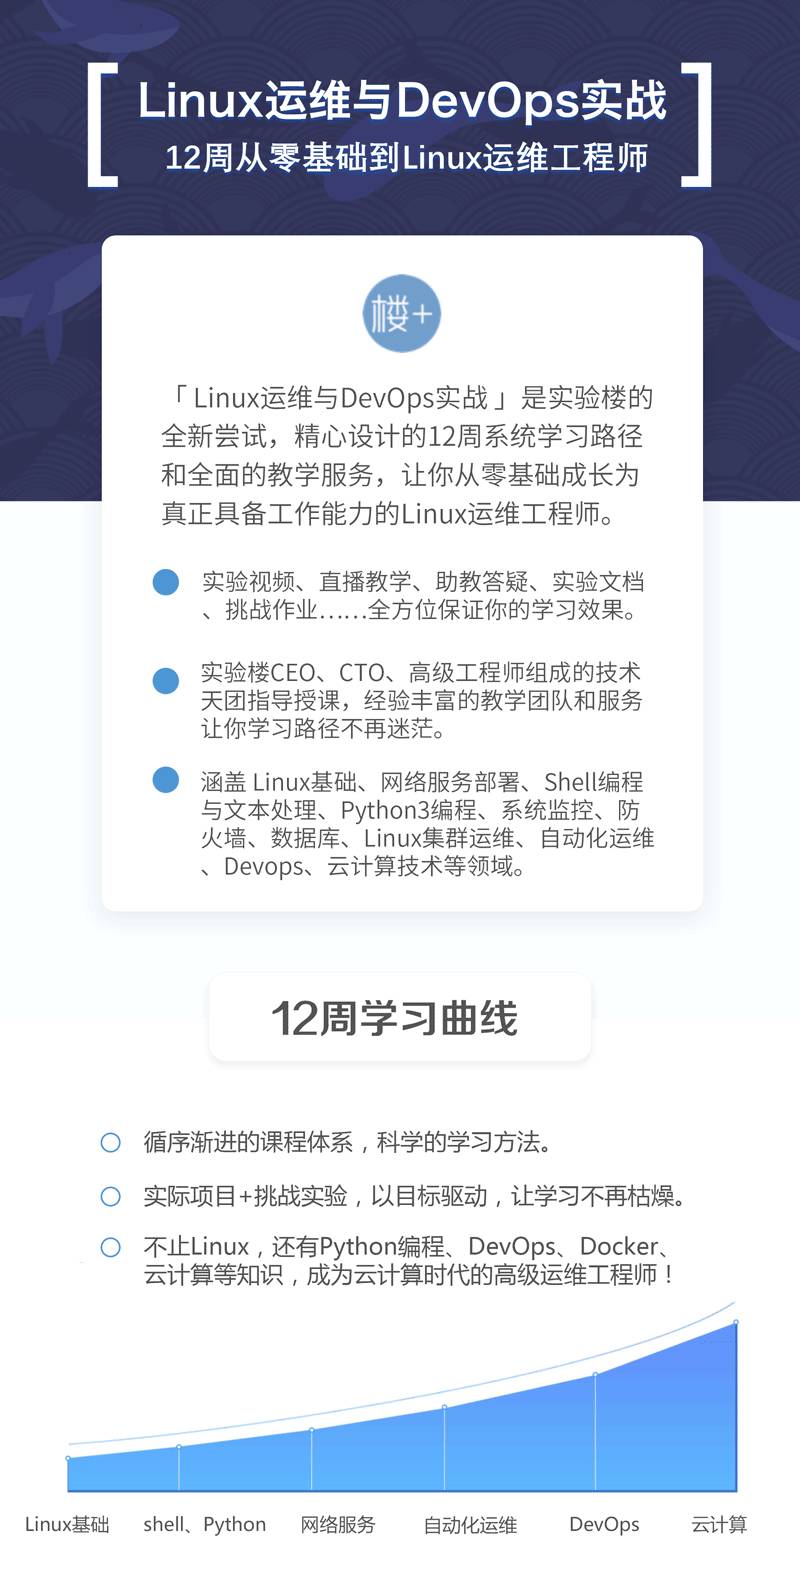 Linux运维与DevOps实战
12周从零基础到Linux运维工程师
楼+
「 Linux运维与DevOps实战 」是实验楼的
全新尝试，精心设计的12周系统学习路径
和全面的教学服务，让你从零基础成长为
真正具备工作能力的Linux运维工程师。
实验视频、直播教学、助教答疑、实验文档
、挑战作业……全方位保证你的学习效果。
实验楼CEO、CTO、高级工程师组成的技术
天团指导授课，经验丰富的教学团队和服务
让你学习路径不再迷茫。
涵盖 Linux基础、网络服务部署、Shell编程
与文本处理、Python3编程、系统监控、防
火墙、数据库、Linux集群运维、自动化运维
、Devops、云计算技术等领域。
12周学习曲线
循序渐进的课程体系，科学的学习方法。
实际项目+挑战实验，以目标驱动，让学习不再枯燥。
不止Linux，还有Python编程、DevOps、Docker、
云计算等知识，成为云计算时代的高级运维工程师！
Linux基础 shell、Python 网络服务 自动化运维 DevOps 云计算